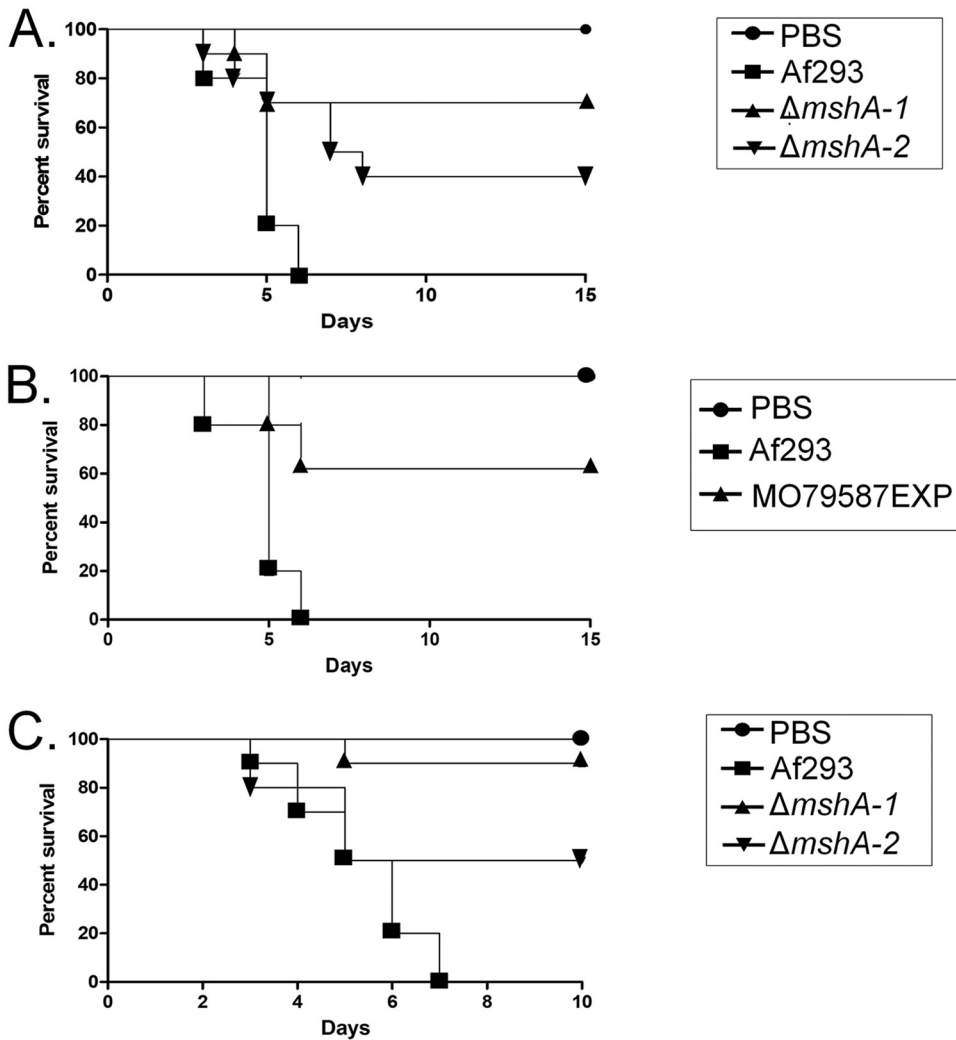 A.
Percent survival
100
80
60
40
20
0
0 5 10 15
Days
PBS
Af293
ΔmshA-1
ΔmshA-2
B.
Percent survival
100
80
60
40
20
0
0 5 10 15
Days
PBS
Af293
MO79587EXP
C.
Percent survival
100
80
60
40
20
0
0 2 4 6 8 10
Days
PBS
Af293
ΔmshA-1
ΔmshA-2